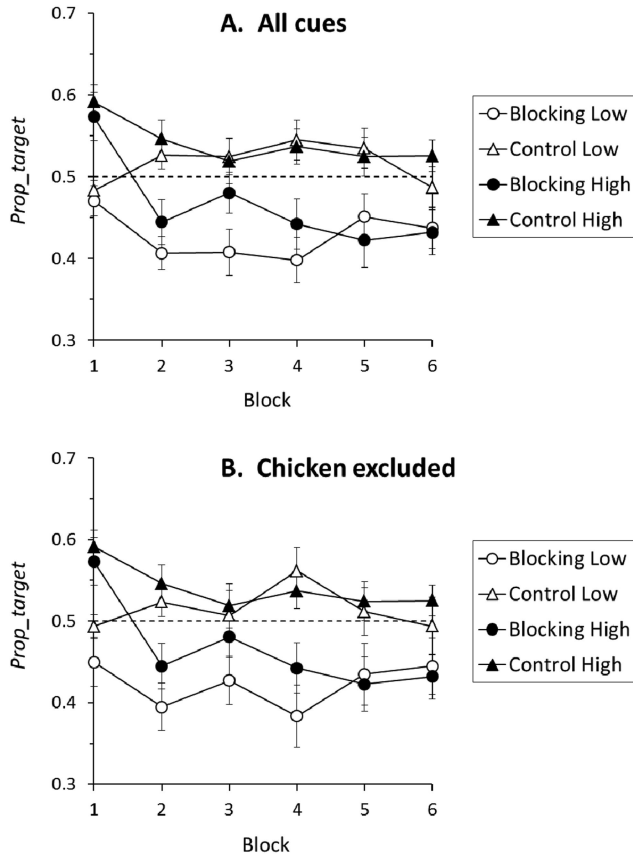 A. All cues
0.7
0.6
0.5
0.4
0.3
Prop_target
1 2 3 4 5 6
Block
Blocking Low
Control Low
Blocking High
Control High
B. Chicken excluded
0.7
0.6
0.5
0.4
0.3
Prop_target
1 2 3 4 5 6
Block
Blocking Low
Control Low
Blocking High
Control High